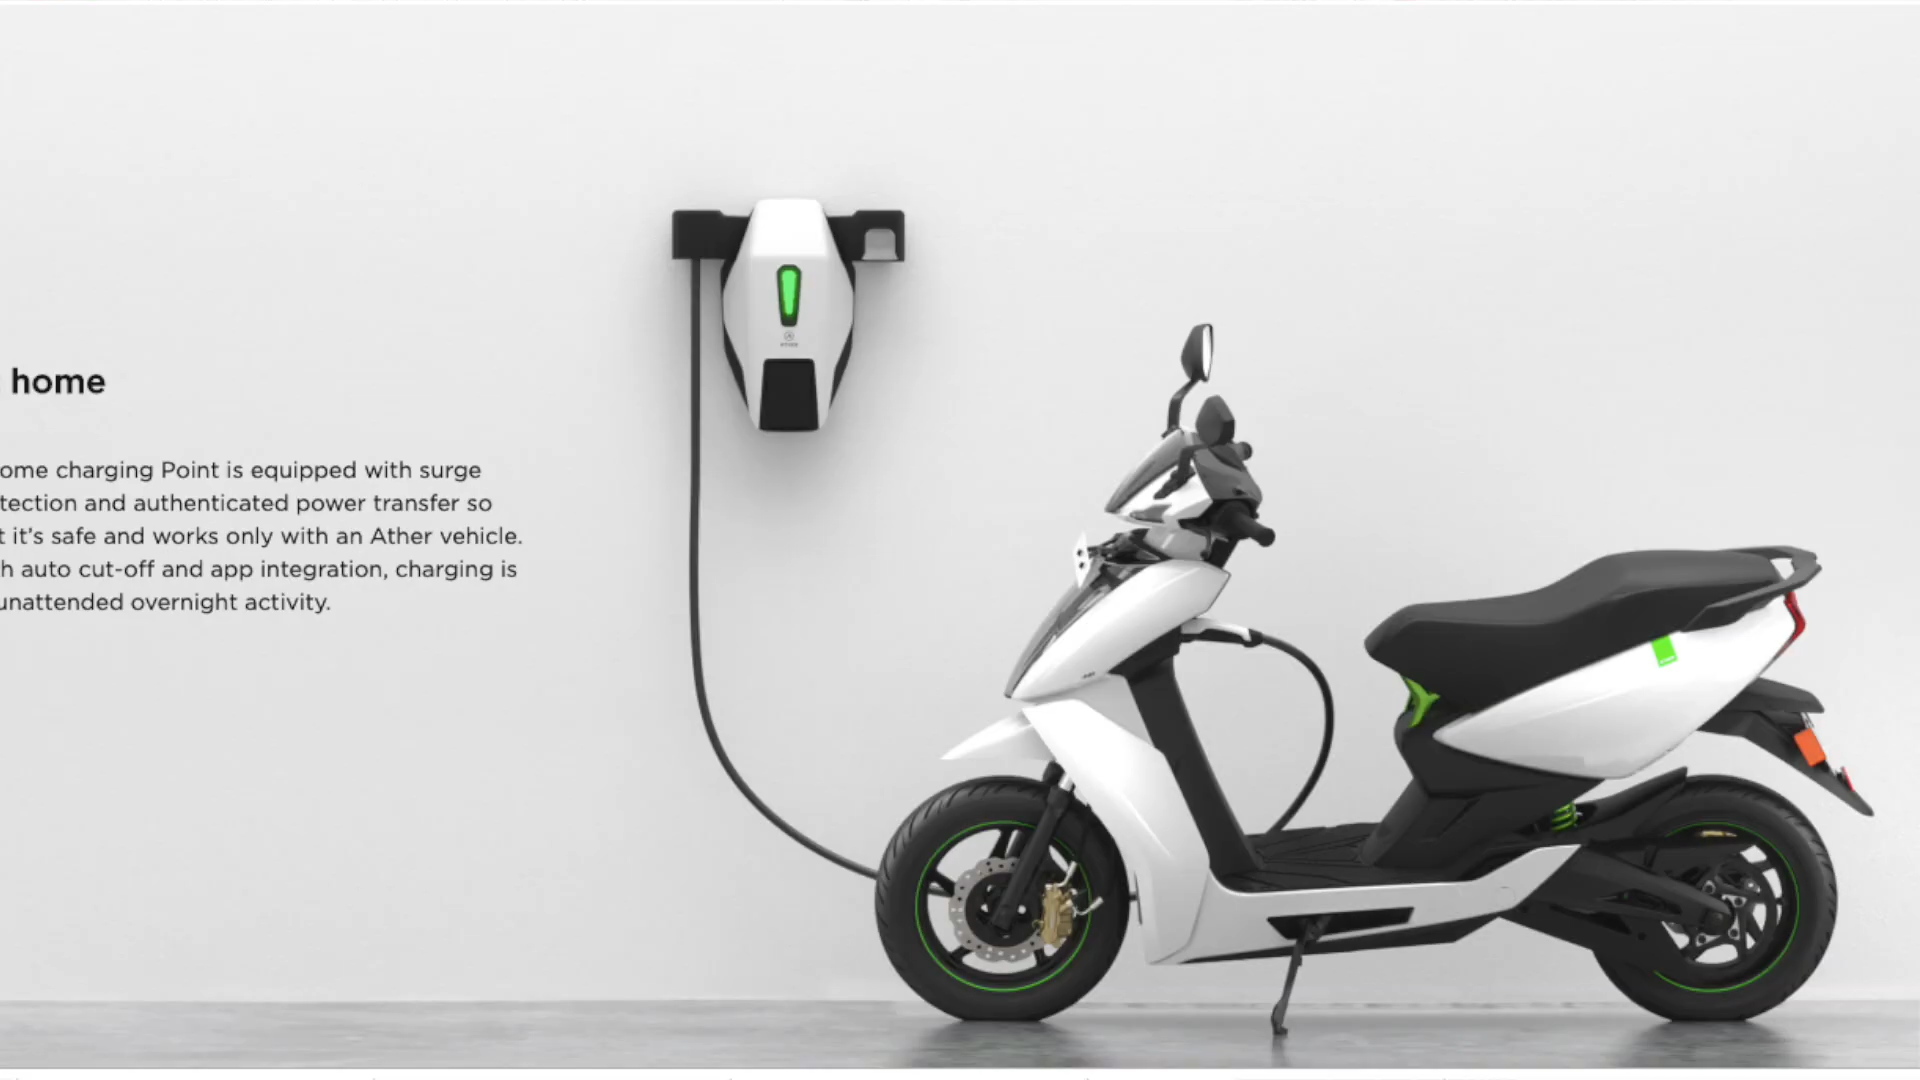 home
ome charging Point is equipped with surge
tection and authenticated power transfer so
t it's safe and works only with an Ather vehicle.
h auto cut-off and app integration, charging is
unattended overnight activity.